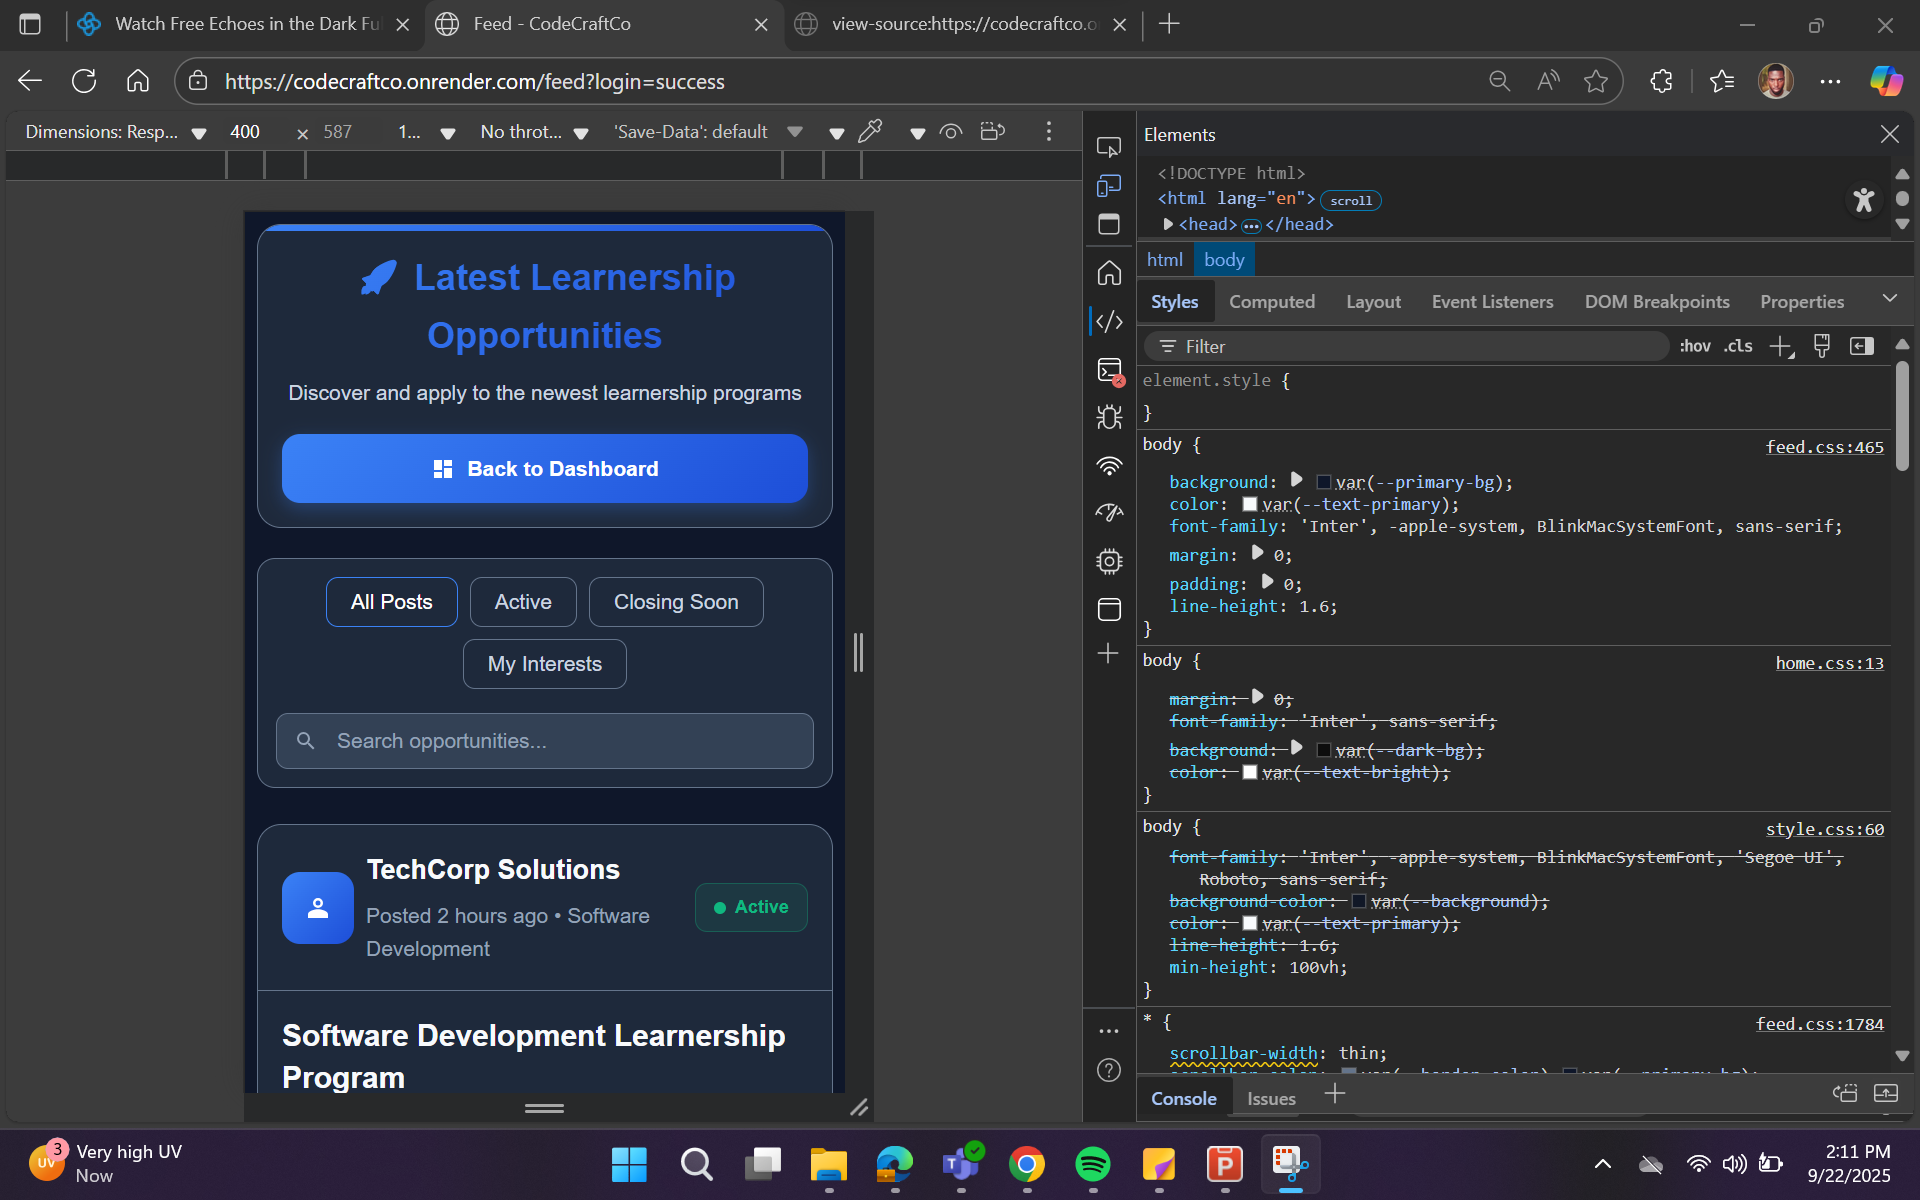 Watch Free Echoes in the Dark Fu
Feed - CodeCraftCo
view-source:https://codecraftco.o
https://codecraftco.onrender.com/feed?login=success
Dimensions: Resp... 400 × 587 1... No throt... 'Save-Data': default
Latest Learnership
Opportunities
Discover and apply to the newest learnership programs
Back to Dashboard
All Posts Active Closing Soon
My Interests
Search opportunities...
TechCorp Solutions
Posted 2 hours ago • Software
Development
Active
Software Development Learnership
Program
Elements
<!DOCTYPE html>
<html lang="en"> scroll
<head> ... </head>
html body
Styles Computed Layout Event Listeners DOM Breakpoints Properties
Filter :hov .cls
element.style {
}
body { feed.css:465
background: var(--primary-bg);
color: var(--text-primary);
font-family: 'Inter', -apple-system, BlinkMacSystemFont, sans-serif;
margin: 0;
padding: 0;
line-height: 1.6;
}
body { home.css:13
margin: 0;
font-family: 'Inter', sans-serif;
background: var(--dark-bg);
color: var(--text-bright);
}
body { style.css:60
font-family: 'Inter', -apple-system, BlinkMacSystemFont, 'Segoe UI',
Roboto, sans-serif;
background-color: var(--background);
color: var(--text-primary);
line-height: 1.6;
min-height: 100vh;
}
* { feed.css:1784
scrollbar-width: thin;
scrollbar-color: var(--border-color) var(--primary-bg);
Console Issues
UV 3
Very high UV
Now
2:11 PM
9/22/2025